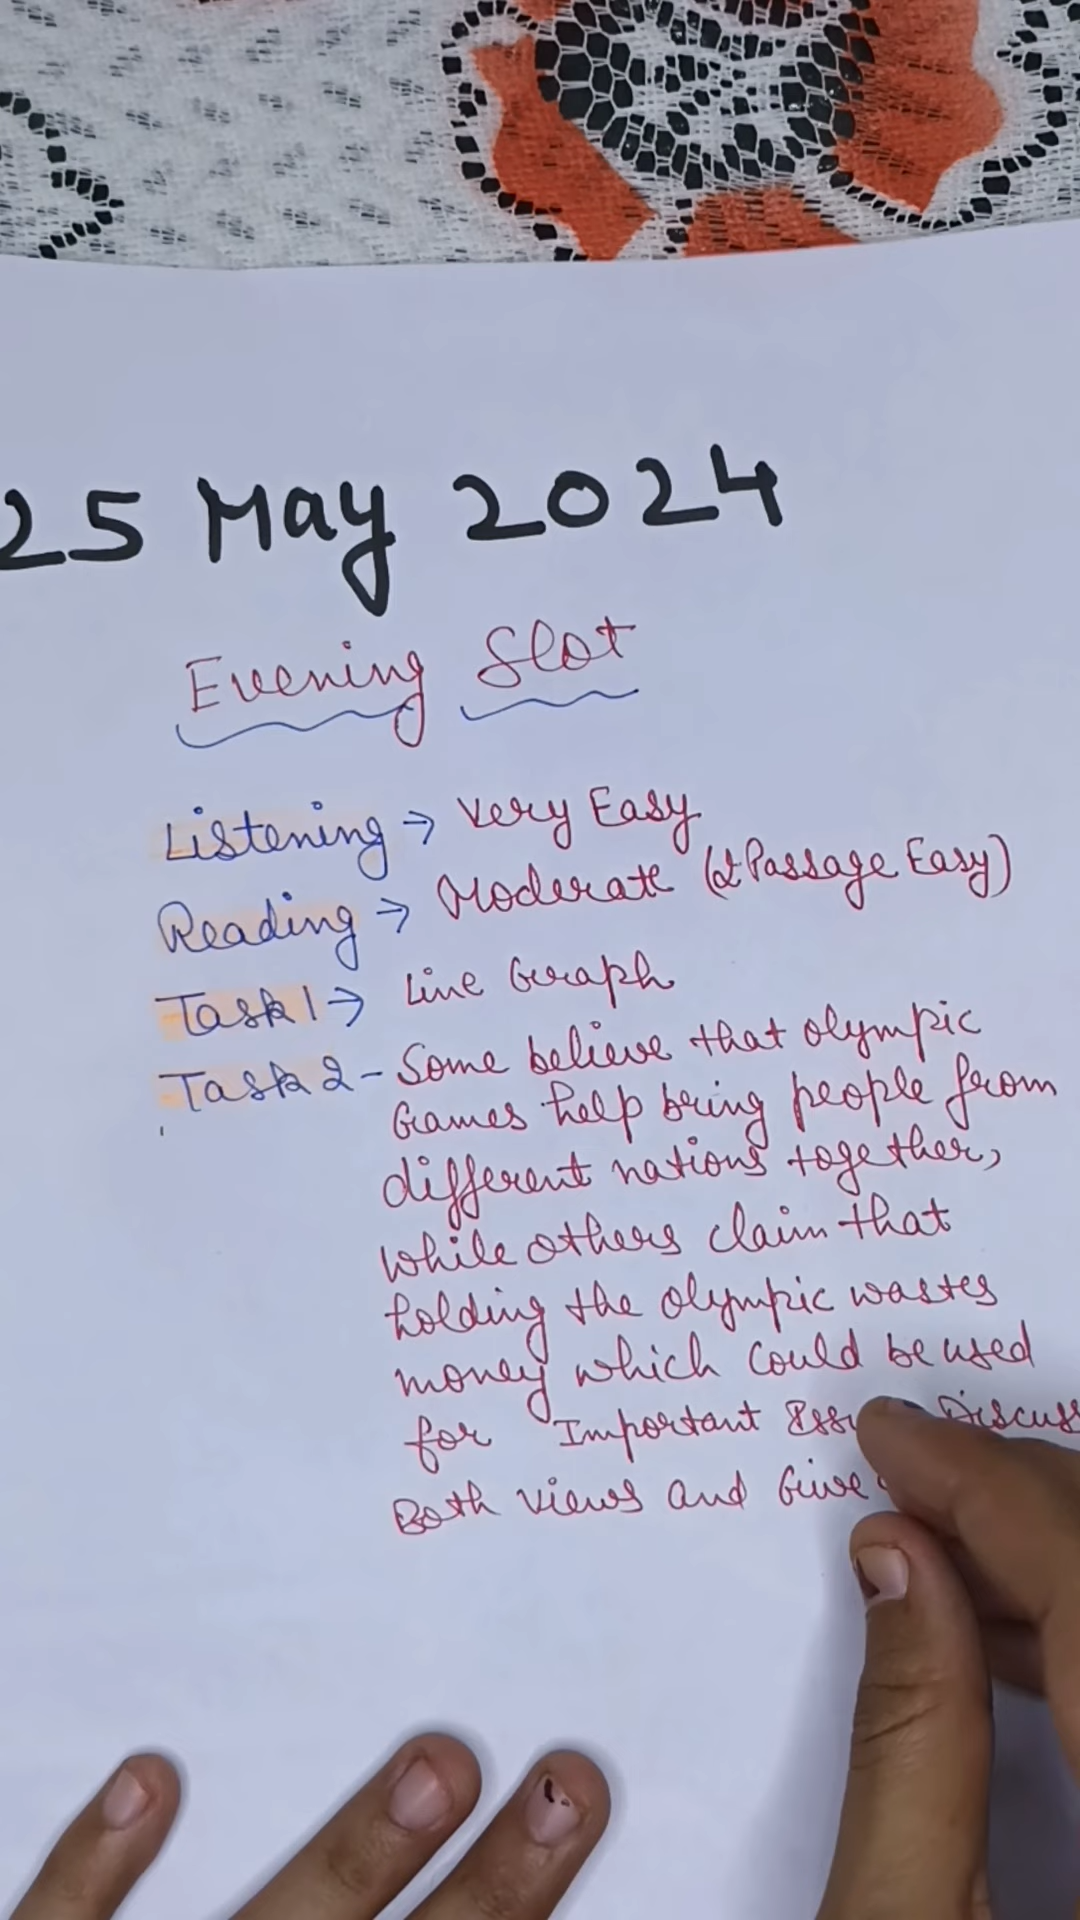 25 May 2024
Evening Slot
Listening → Very Easy
Reading → Moderate (2 Passage Easy)
Task 1 → Line Graph
Task 2 - Some believe that olympic
Games help bring people from
different nations together,
while others claim that
holding the olympic wastes
money which could be used
for Important Discuss
Both views and Give